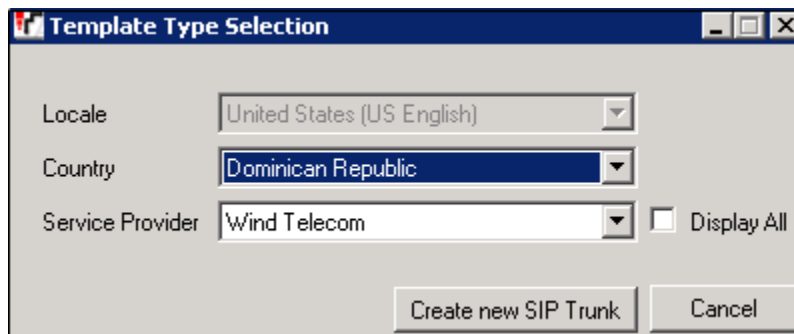 Template Type Selection
Locale United States (US English)
Country Dominican Republic
Service Provider Wind Telecom Display All
Create new SIP Trunk Cancel